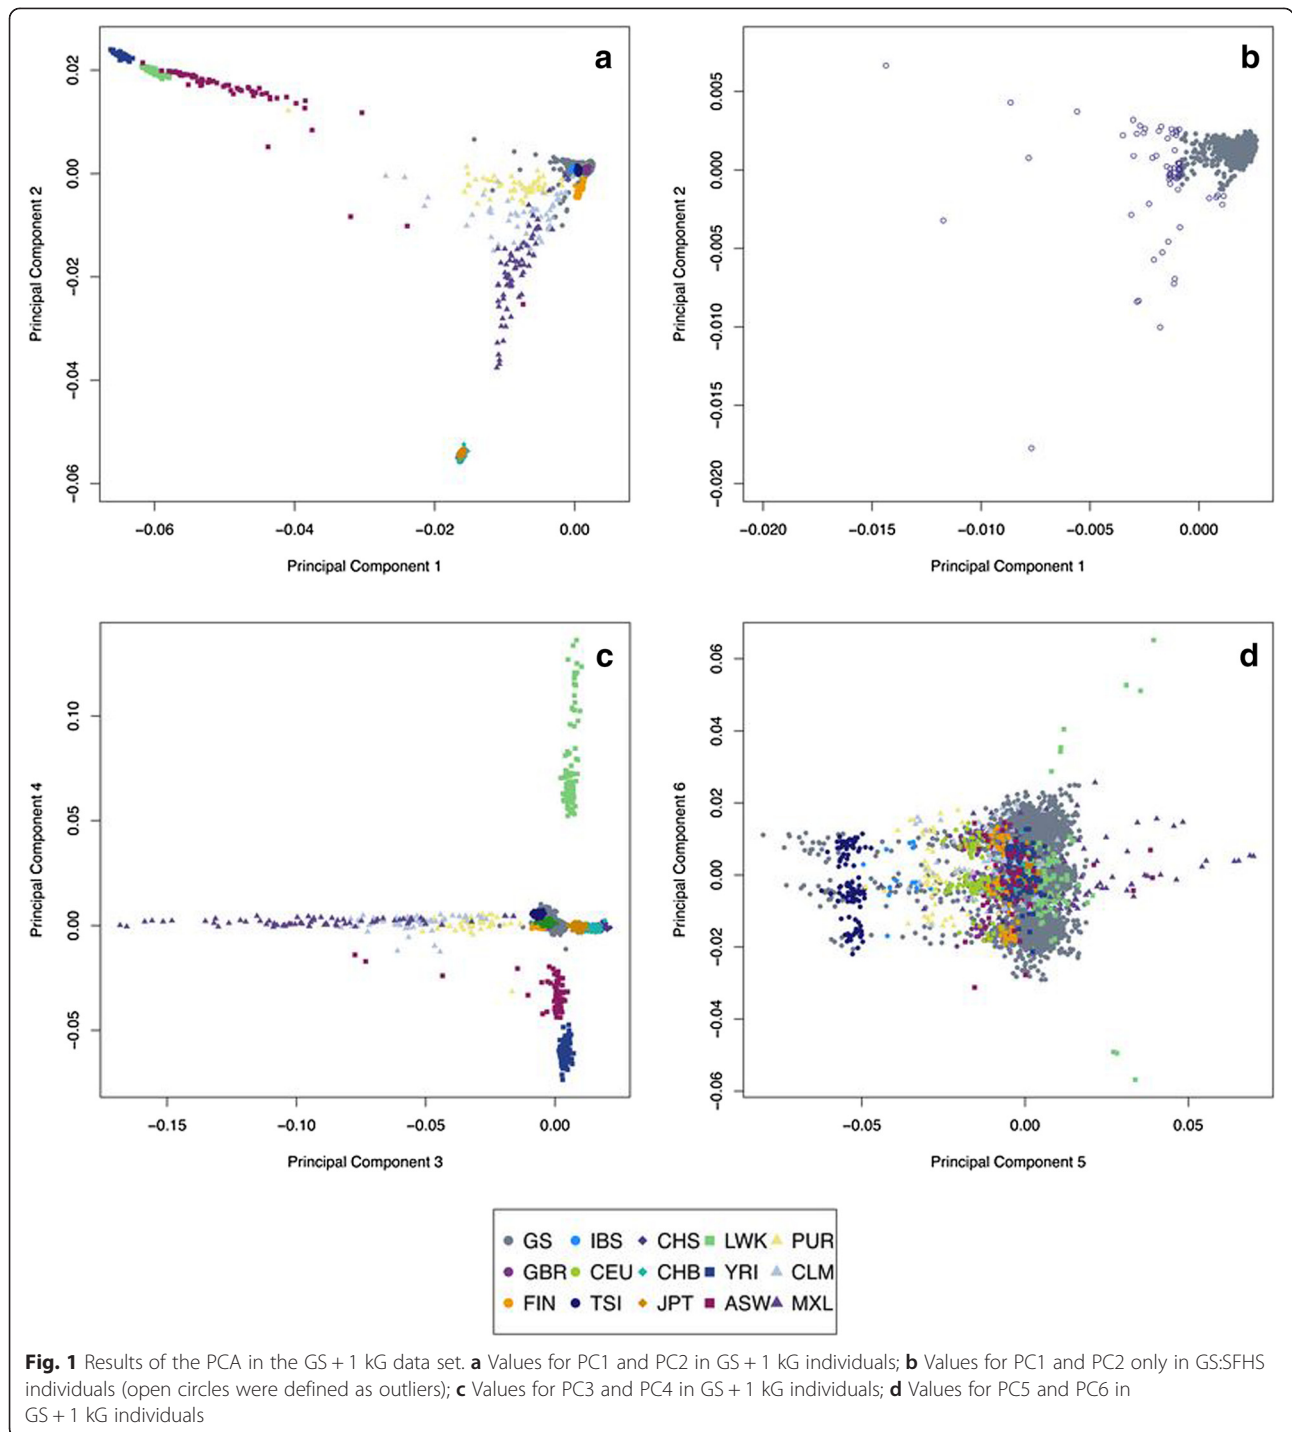 a
b
0.02
0.00
−0.02
−0.04
−0.06
Principal Component 2
−0.06
−0.04
−0.02
0.00
Principal Component 1
0.005
0.000
−0.005
−0.010
−0.015
−0.020
Principal Component 2
−0.020
−0.015
−0.010
−0.005
0.000
Principal Component 1
c
d
0.10
0.05
0.00
−0.05
Principal Component 4
−0.15
−0.10
−0.05
0.00
Principal Component 3
0.06
0.04
0.02
0.00
−0.02
−0.04
−0.06
Principal Component 6
−0.05
0.00
0.05
Principal Component 5
GS IBS CHS LWK PUR
GBR CEU CHB YRI CLM
FIN TSI JPT ASW MXL
Fig. 1 Results of the PCA in the GS + 1 kG data set. a Values for PC1 and PC2 in GS + 1 kG individuals; b Values for PC1 and PC2 only in GS:SFHS
individuals (open circles were defined as outliers); c Values for PC3 and PC4 in GS + 1 kG individuals; d Values for PC5 and PC6 in
GS + 1 kG individuals